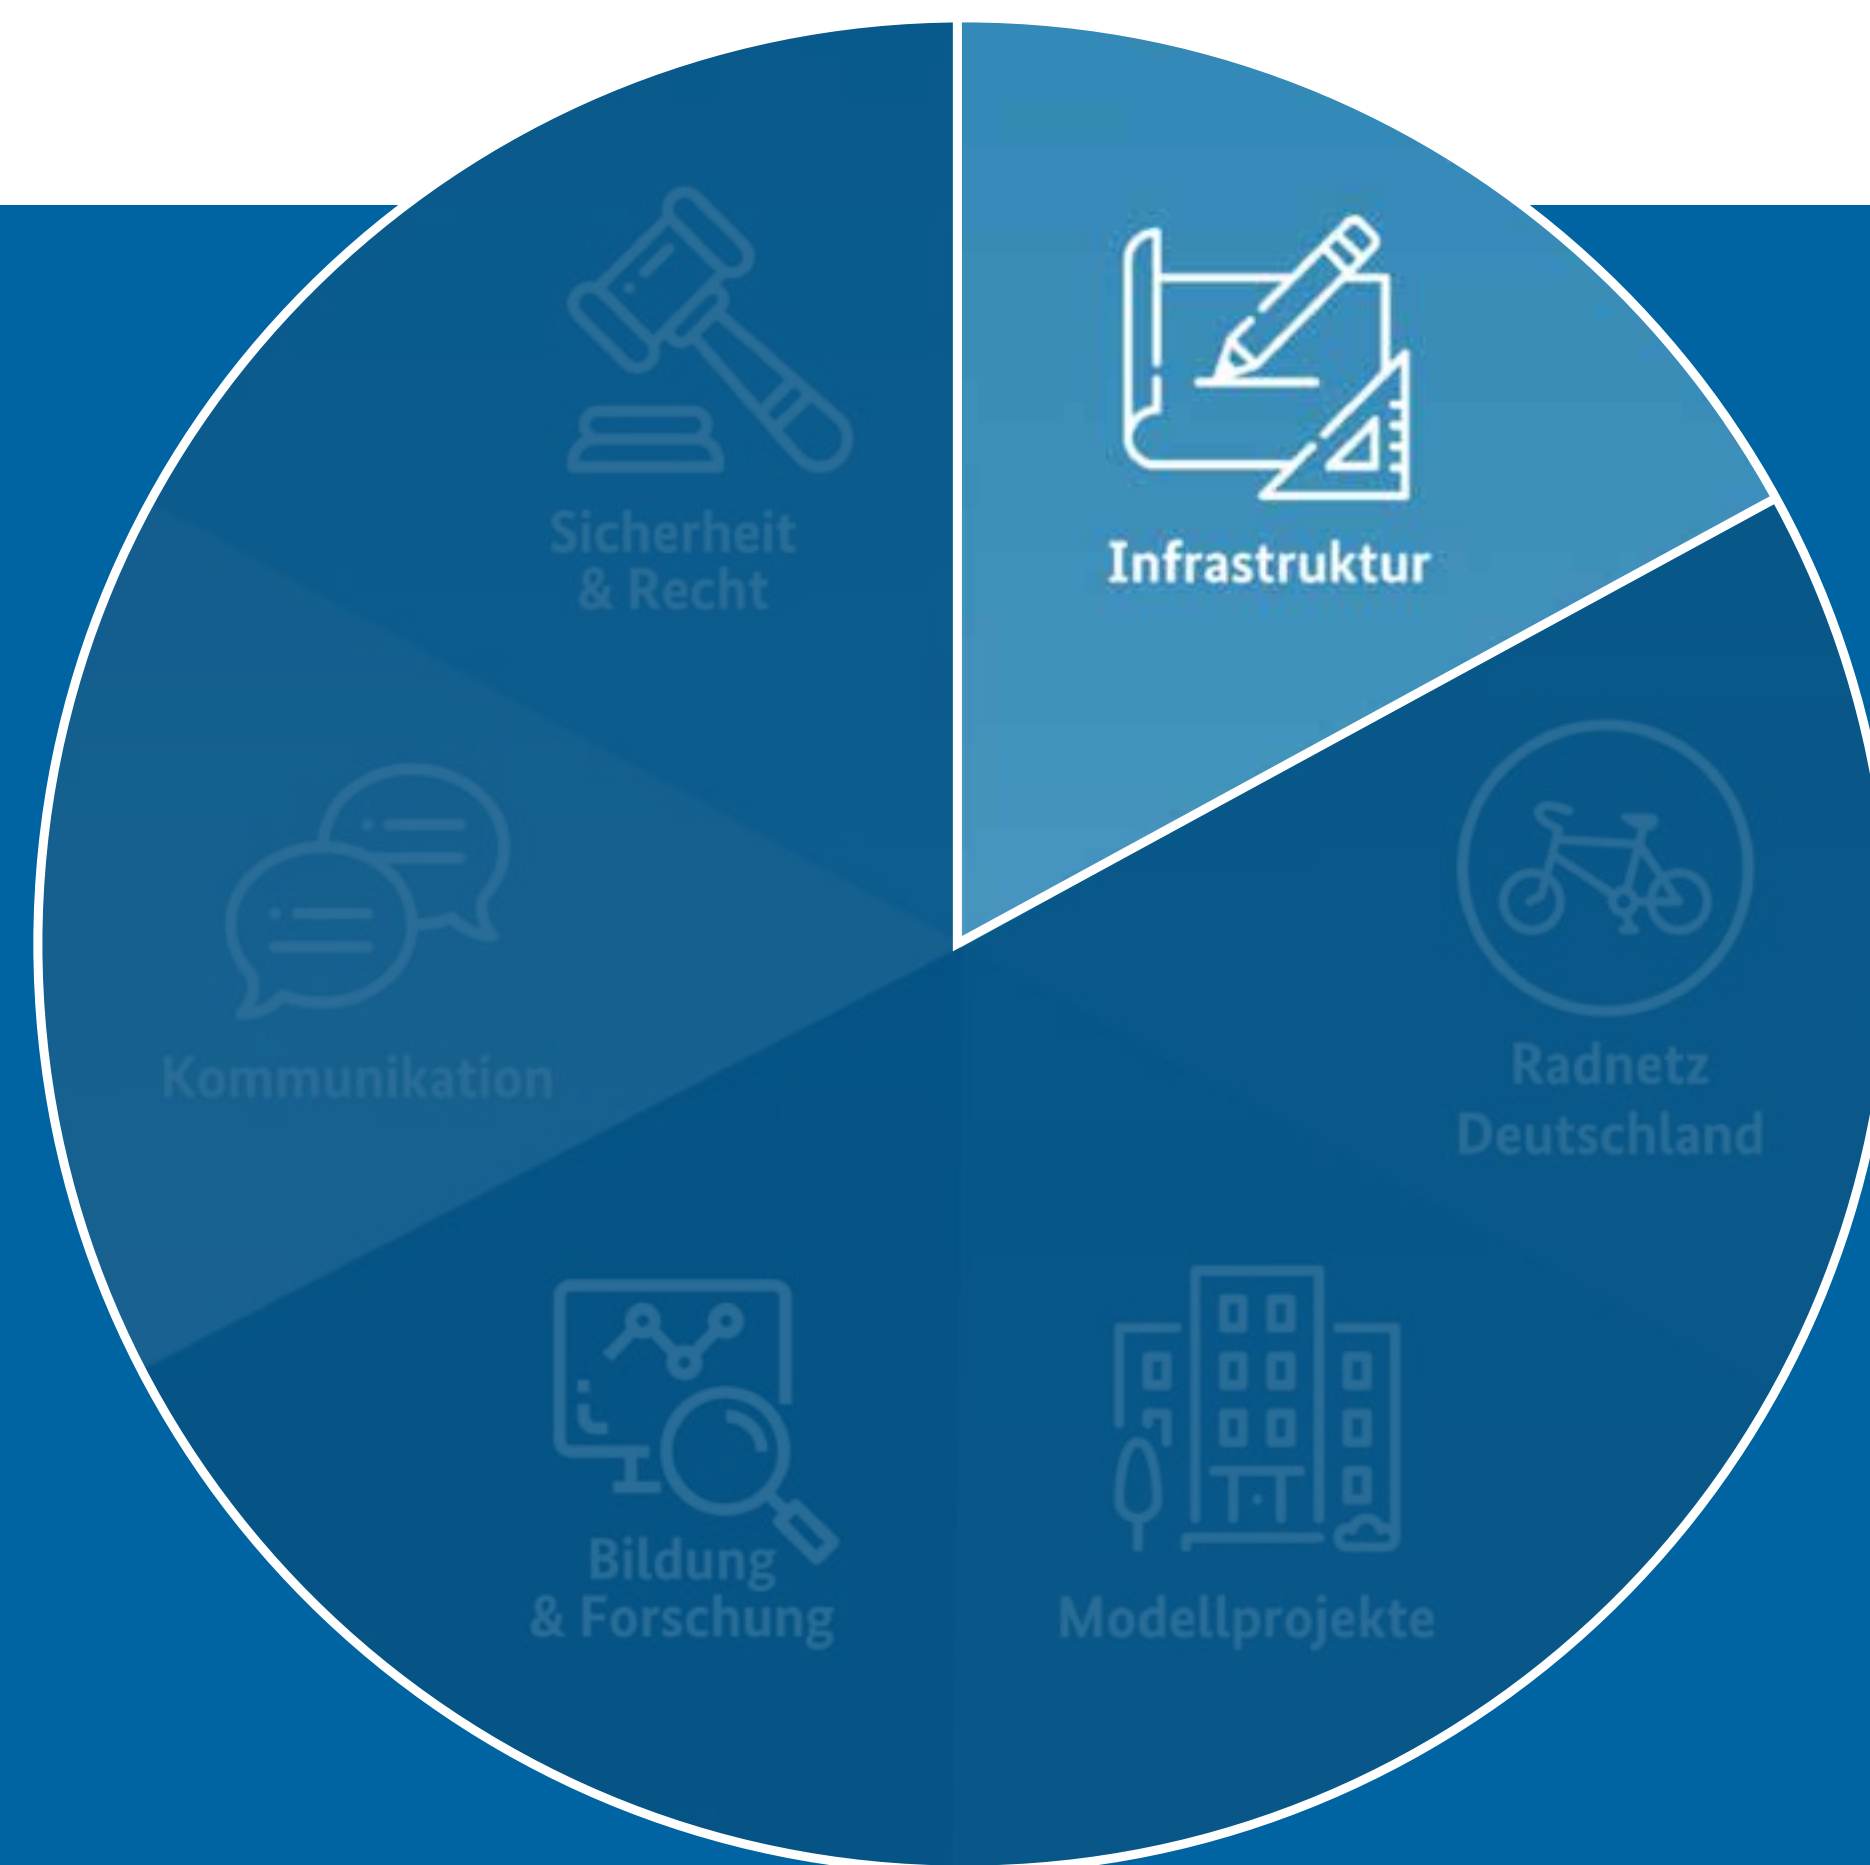 Sicherheit
& Recht
Infrastruktur
Kommunikation
Radnetz
Deutschland
Bildung
& Forschung
Modellprojekte